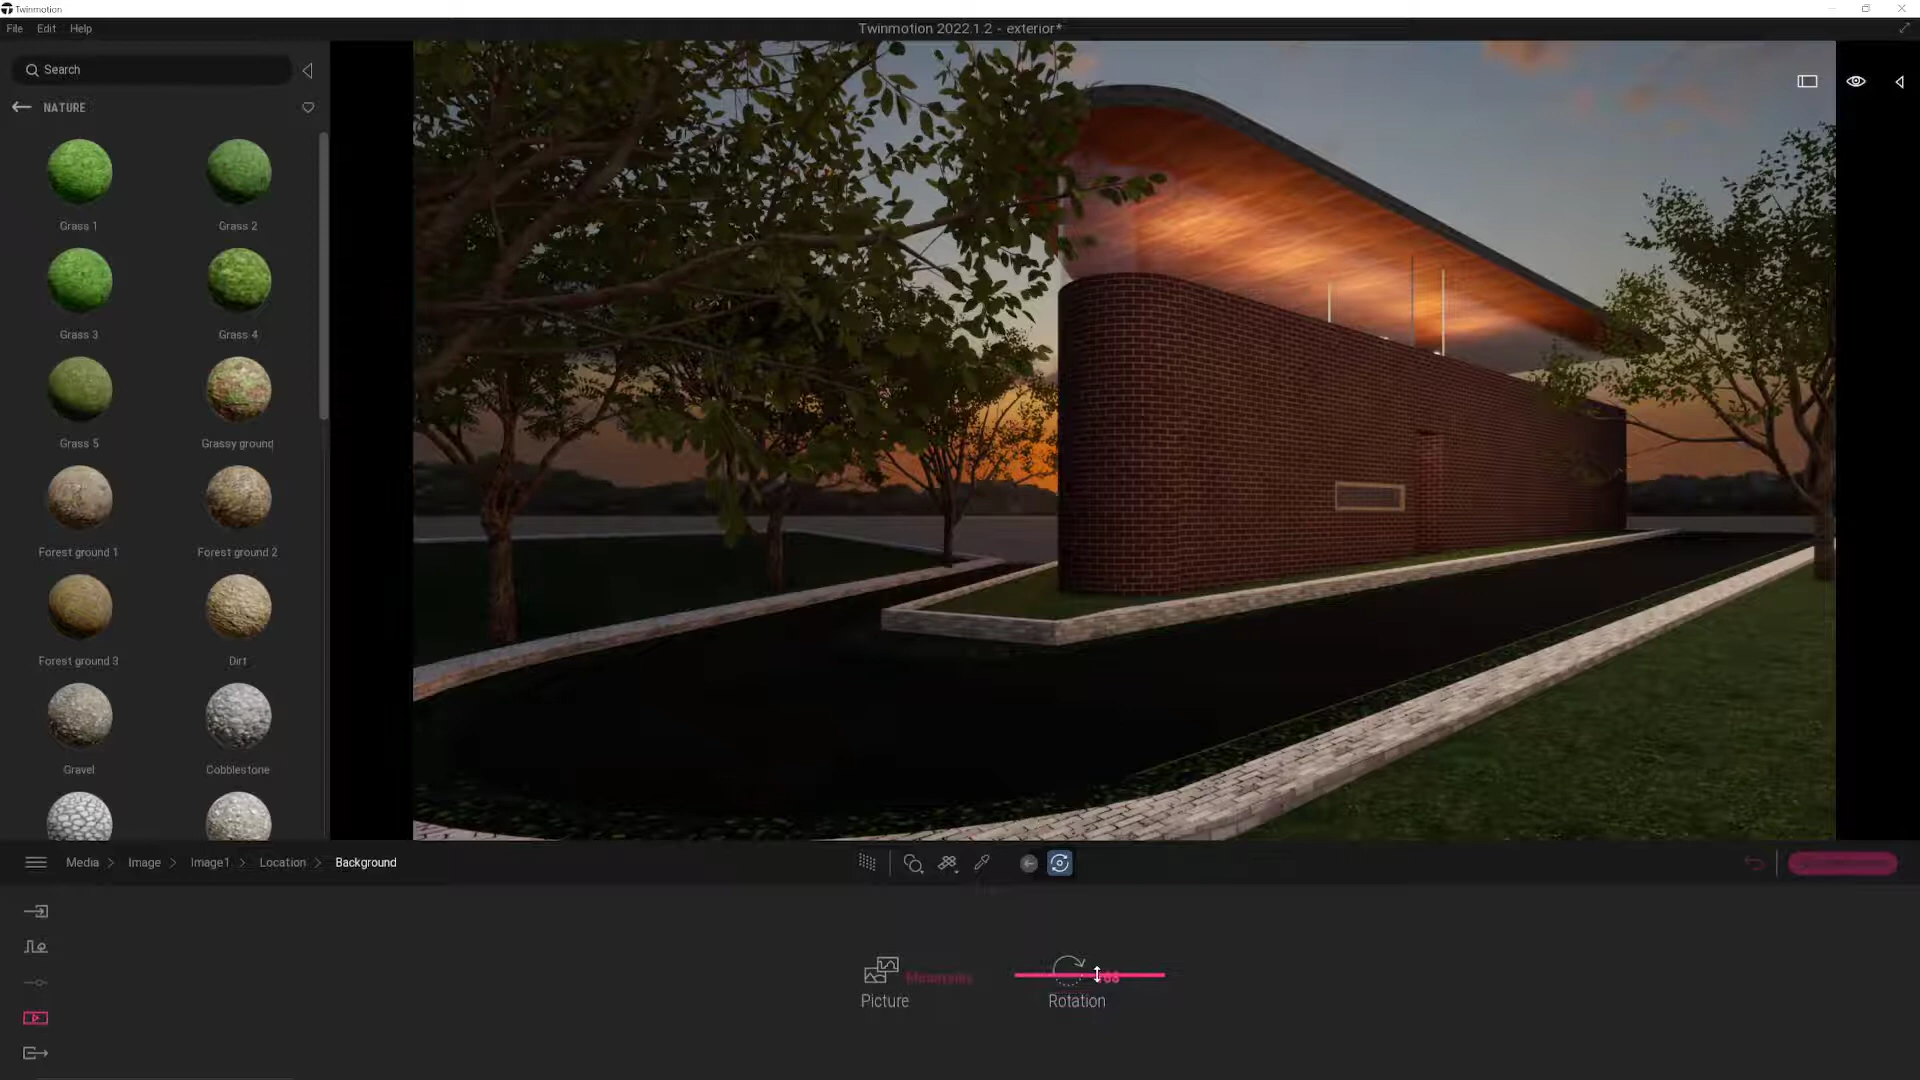 Twinmotion
File Edit Help
Twinmotion 2022.1.2 - exterior*
Search
NATURE
Grass 1
Grass 2
Grass 3
Grass 4
Grass 5
Grassy ground
Forest ground 1
Forest ground 2
Forest ground 3
Dirt
Gravel
Cobblestone
Media > Image > Image1 > Location > Background
Mountains
Picture
Rotation